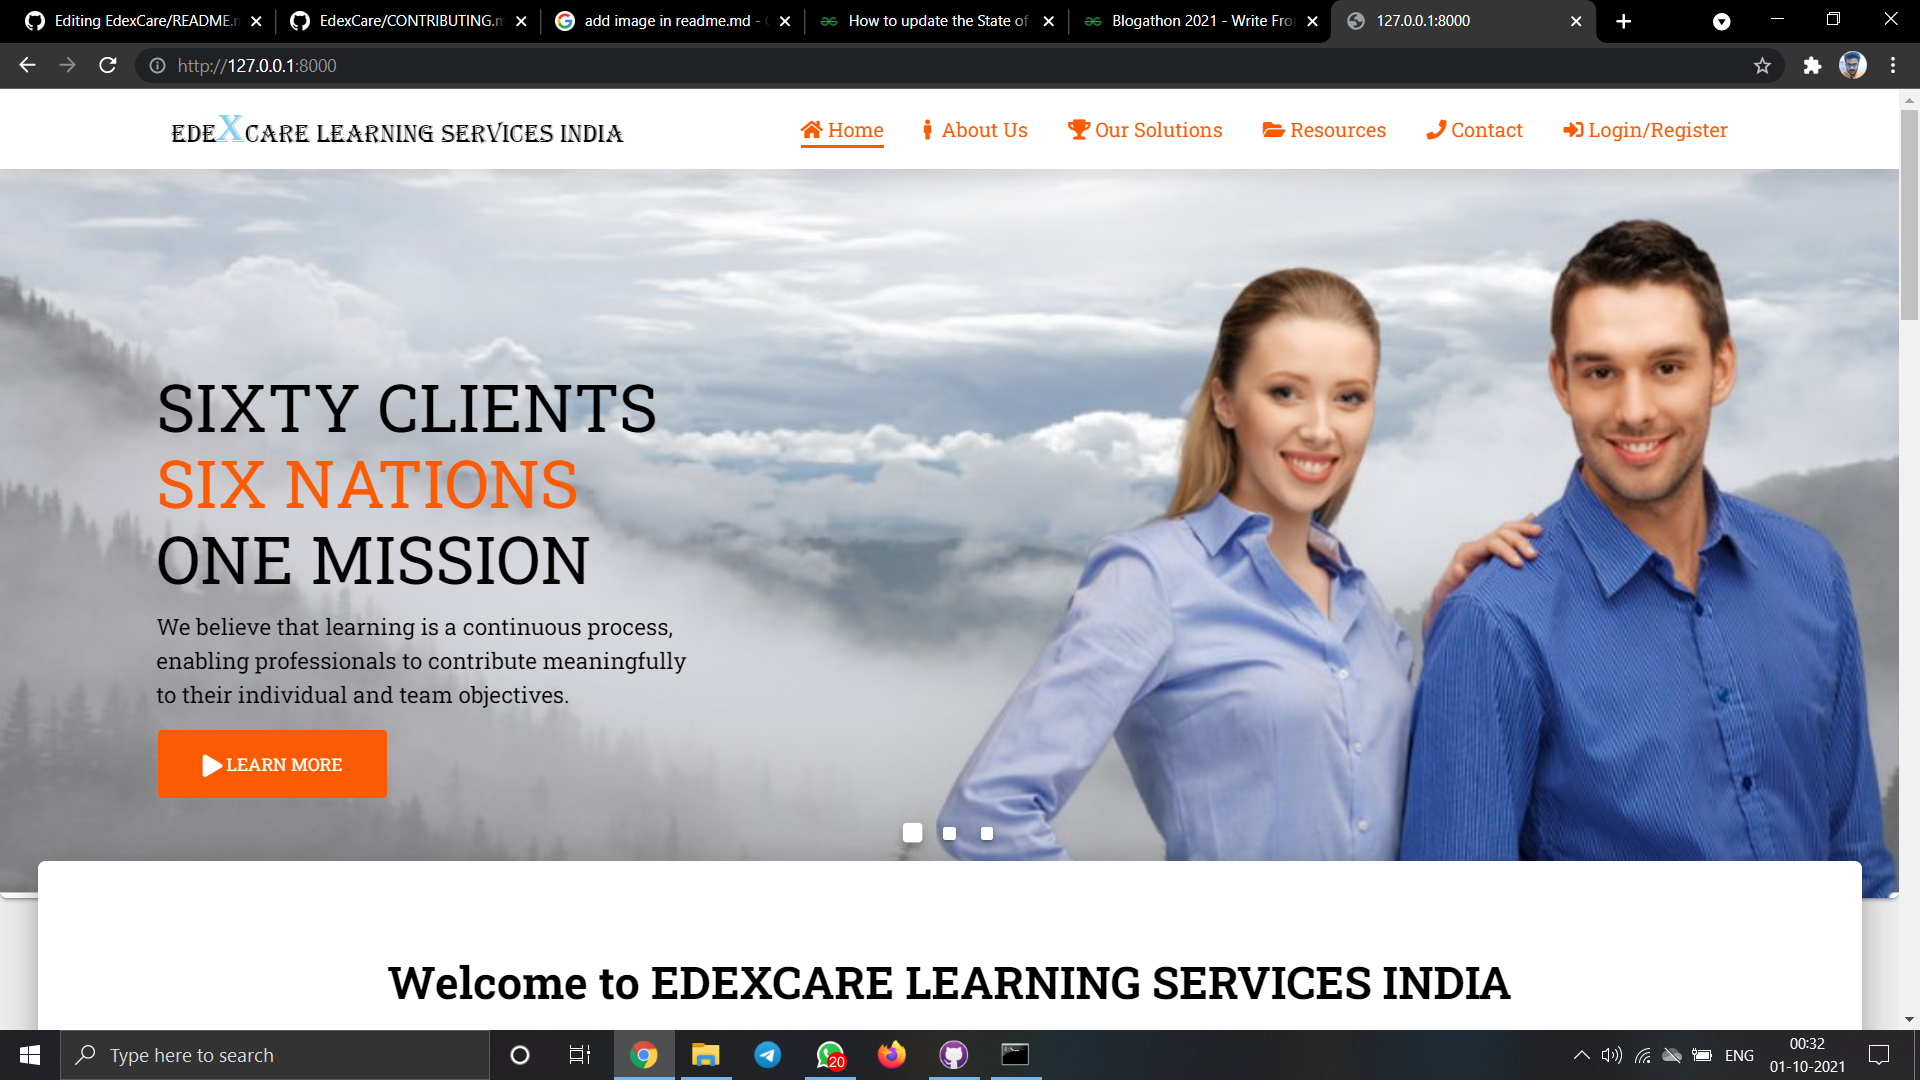 Editing EdexCare/README.m
EdexCare/CONTRIBUTING.m
add image in readme.md - G
How to update the State of
Blogathon 2021 - Write Fro
127.0.0.1:8000
http://127.0.0.1:8000
EDEXCARE LEARNING SERVICES INDIA
Home
About Us
Our Solutions
Resources
Contact
Login/Register
SIXTY CLIENTS
SIX NATIONS
ONE MISSION
We believe that learning is a continuous process,
enabling professionals to contribute meaningfully
to their individual and team objectives.
LEARN MORE
Welcome to EDEXCARE LEARNING SERVICES INDIA
Type here to search
20
ENG
00:32
01-10-2021